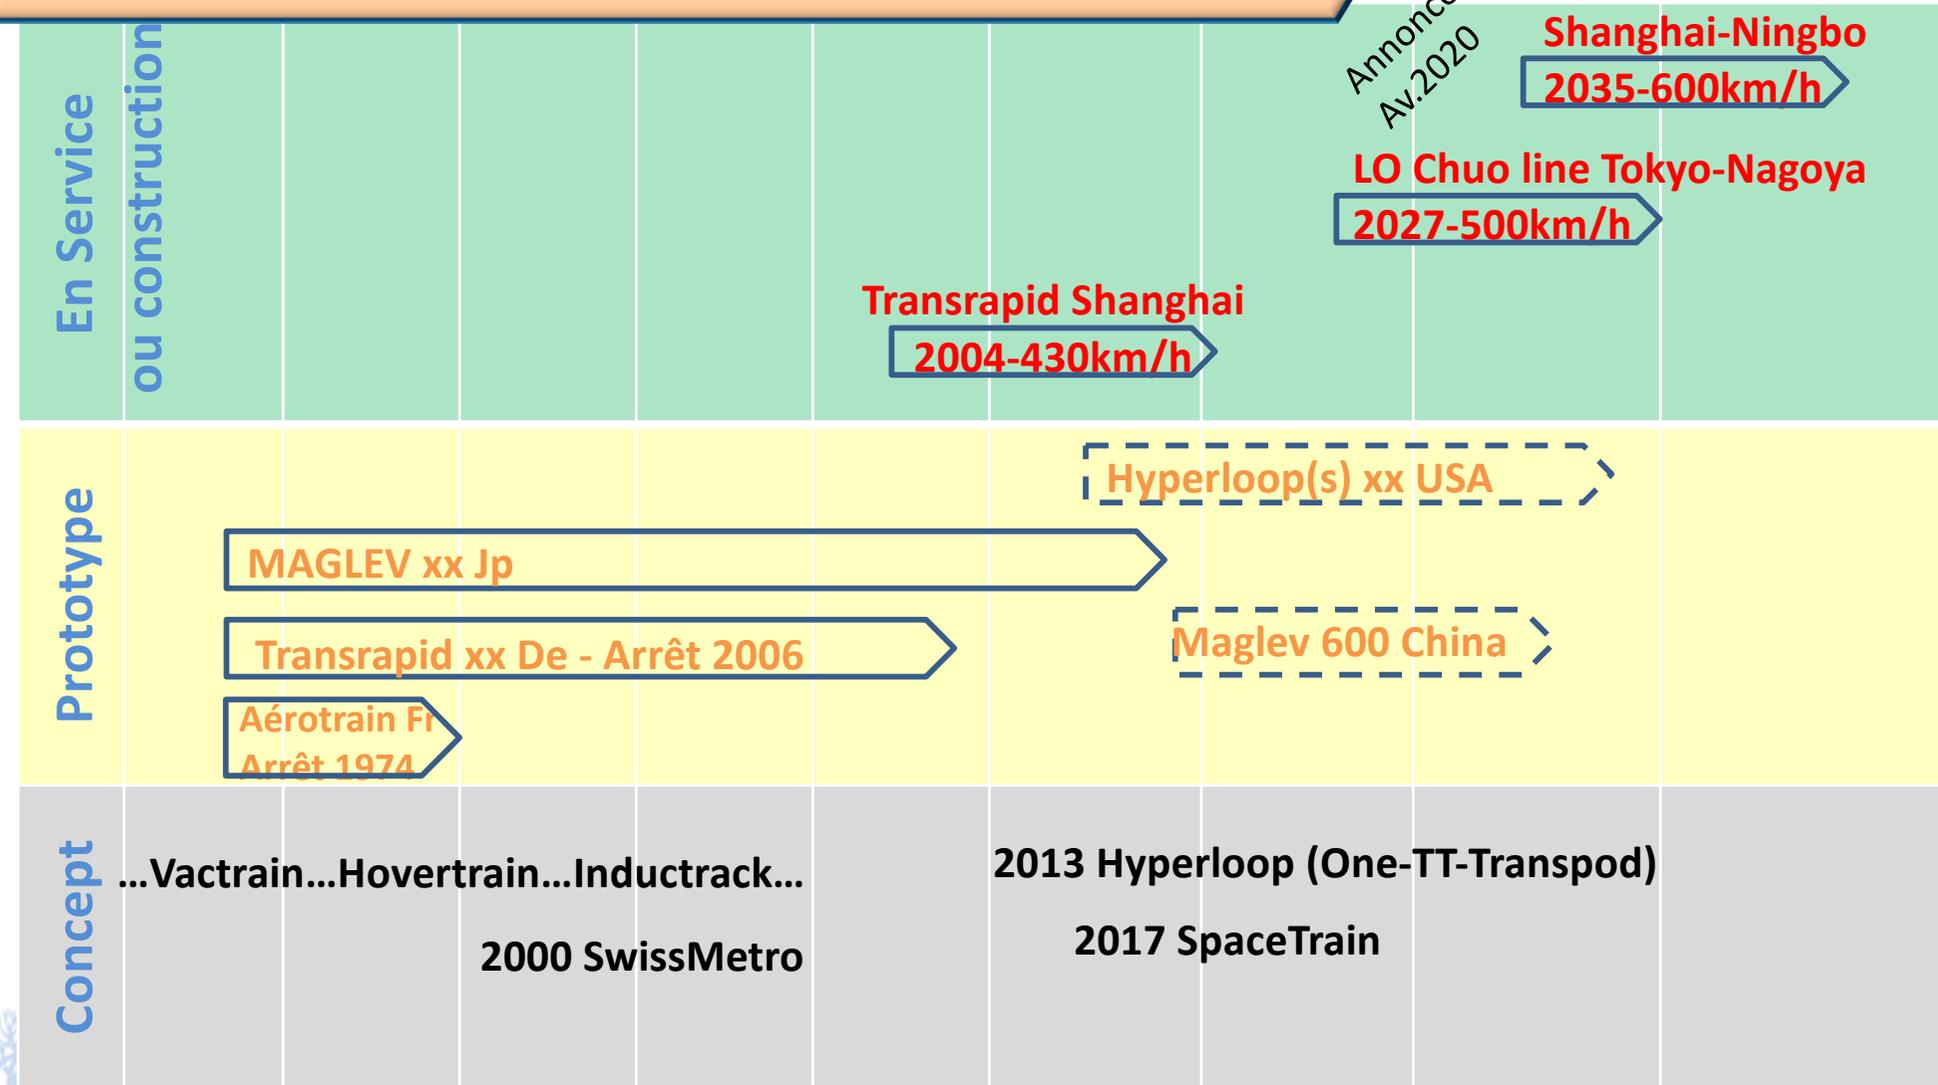 En Service
ou construction
Annonce
Av.2020
Shanghai-Ningbo
2035-600km/h
LO Chuo line Tokyo-Nagoya
2027-500km/h
Transrapid Shanghai
2004-430km/h
Prototype
Hyperloop(s) xx USA
MAGLEV xx Jp
Transrapid xx De - Arrêt 2006
Maglev 600 China
Aérotrain Fr
Arrêt 1974
Concept
...Vactrain...Hovertrain...Inductrack...
2013 Hyperloop (One-TT-Transpod)
2000 SwissMetro
2017 SpaceTrain